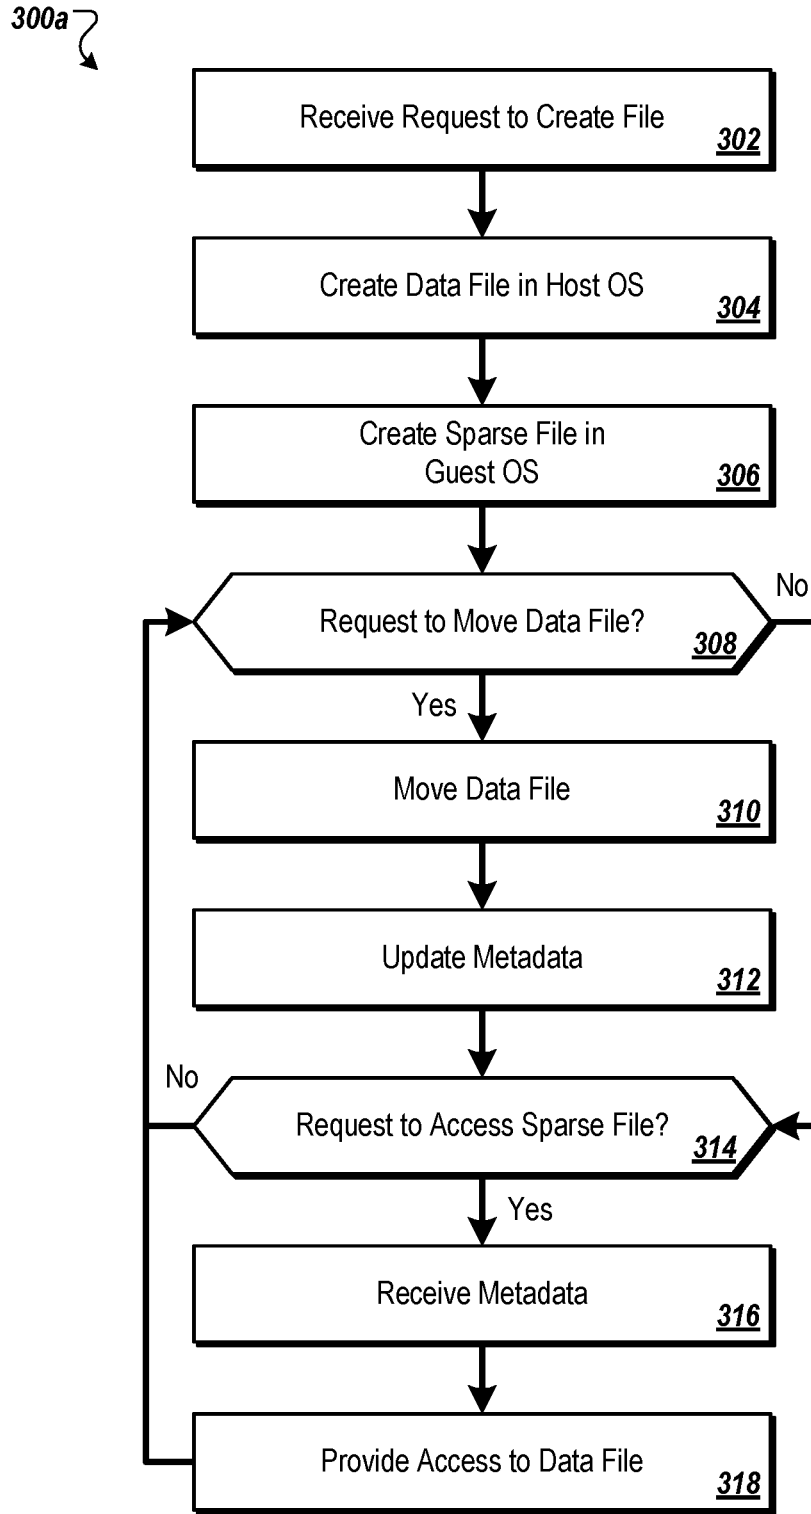 300a
Receive Request to Create File
302
Create Data File in Host OS
304
Create Sparse File in
Guest OS
306
No
Request to Move Data File?
308
Yes
Move Data File
310
Update Metadata
312
No
Request to Access Sparse File?
314
Yes
Receive Metadata
316
Provide Access to Data File
318